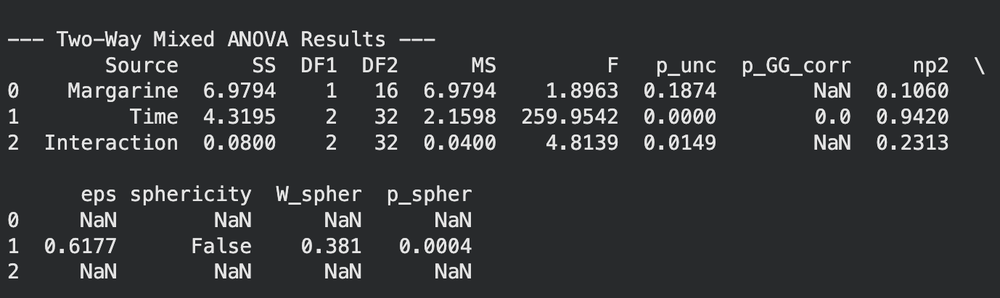 --- Two-Way Mixed ANOVA Results ---
        Source      SS  DF1  DF2      MS         F   p_unc  p_GG_corr     np2  \
0    Margarine  6.9794    1   16  6.9794    1.8963  0.1874        NaN  0.1060
1         Time  4.3195    2   32  2.1598  259.9542  0.0000        0.0  0.9420
2  Interaction  0.0800    2   32  0.0400    4.8139  0.0149        NaN  0.2313
      eps sphericity  W_spher  p_spher
0     NaN        NaN      NaN      NaN
1  0.6177      False    0.381   0.0004
2     NaN        NaN      NaN      NaN